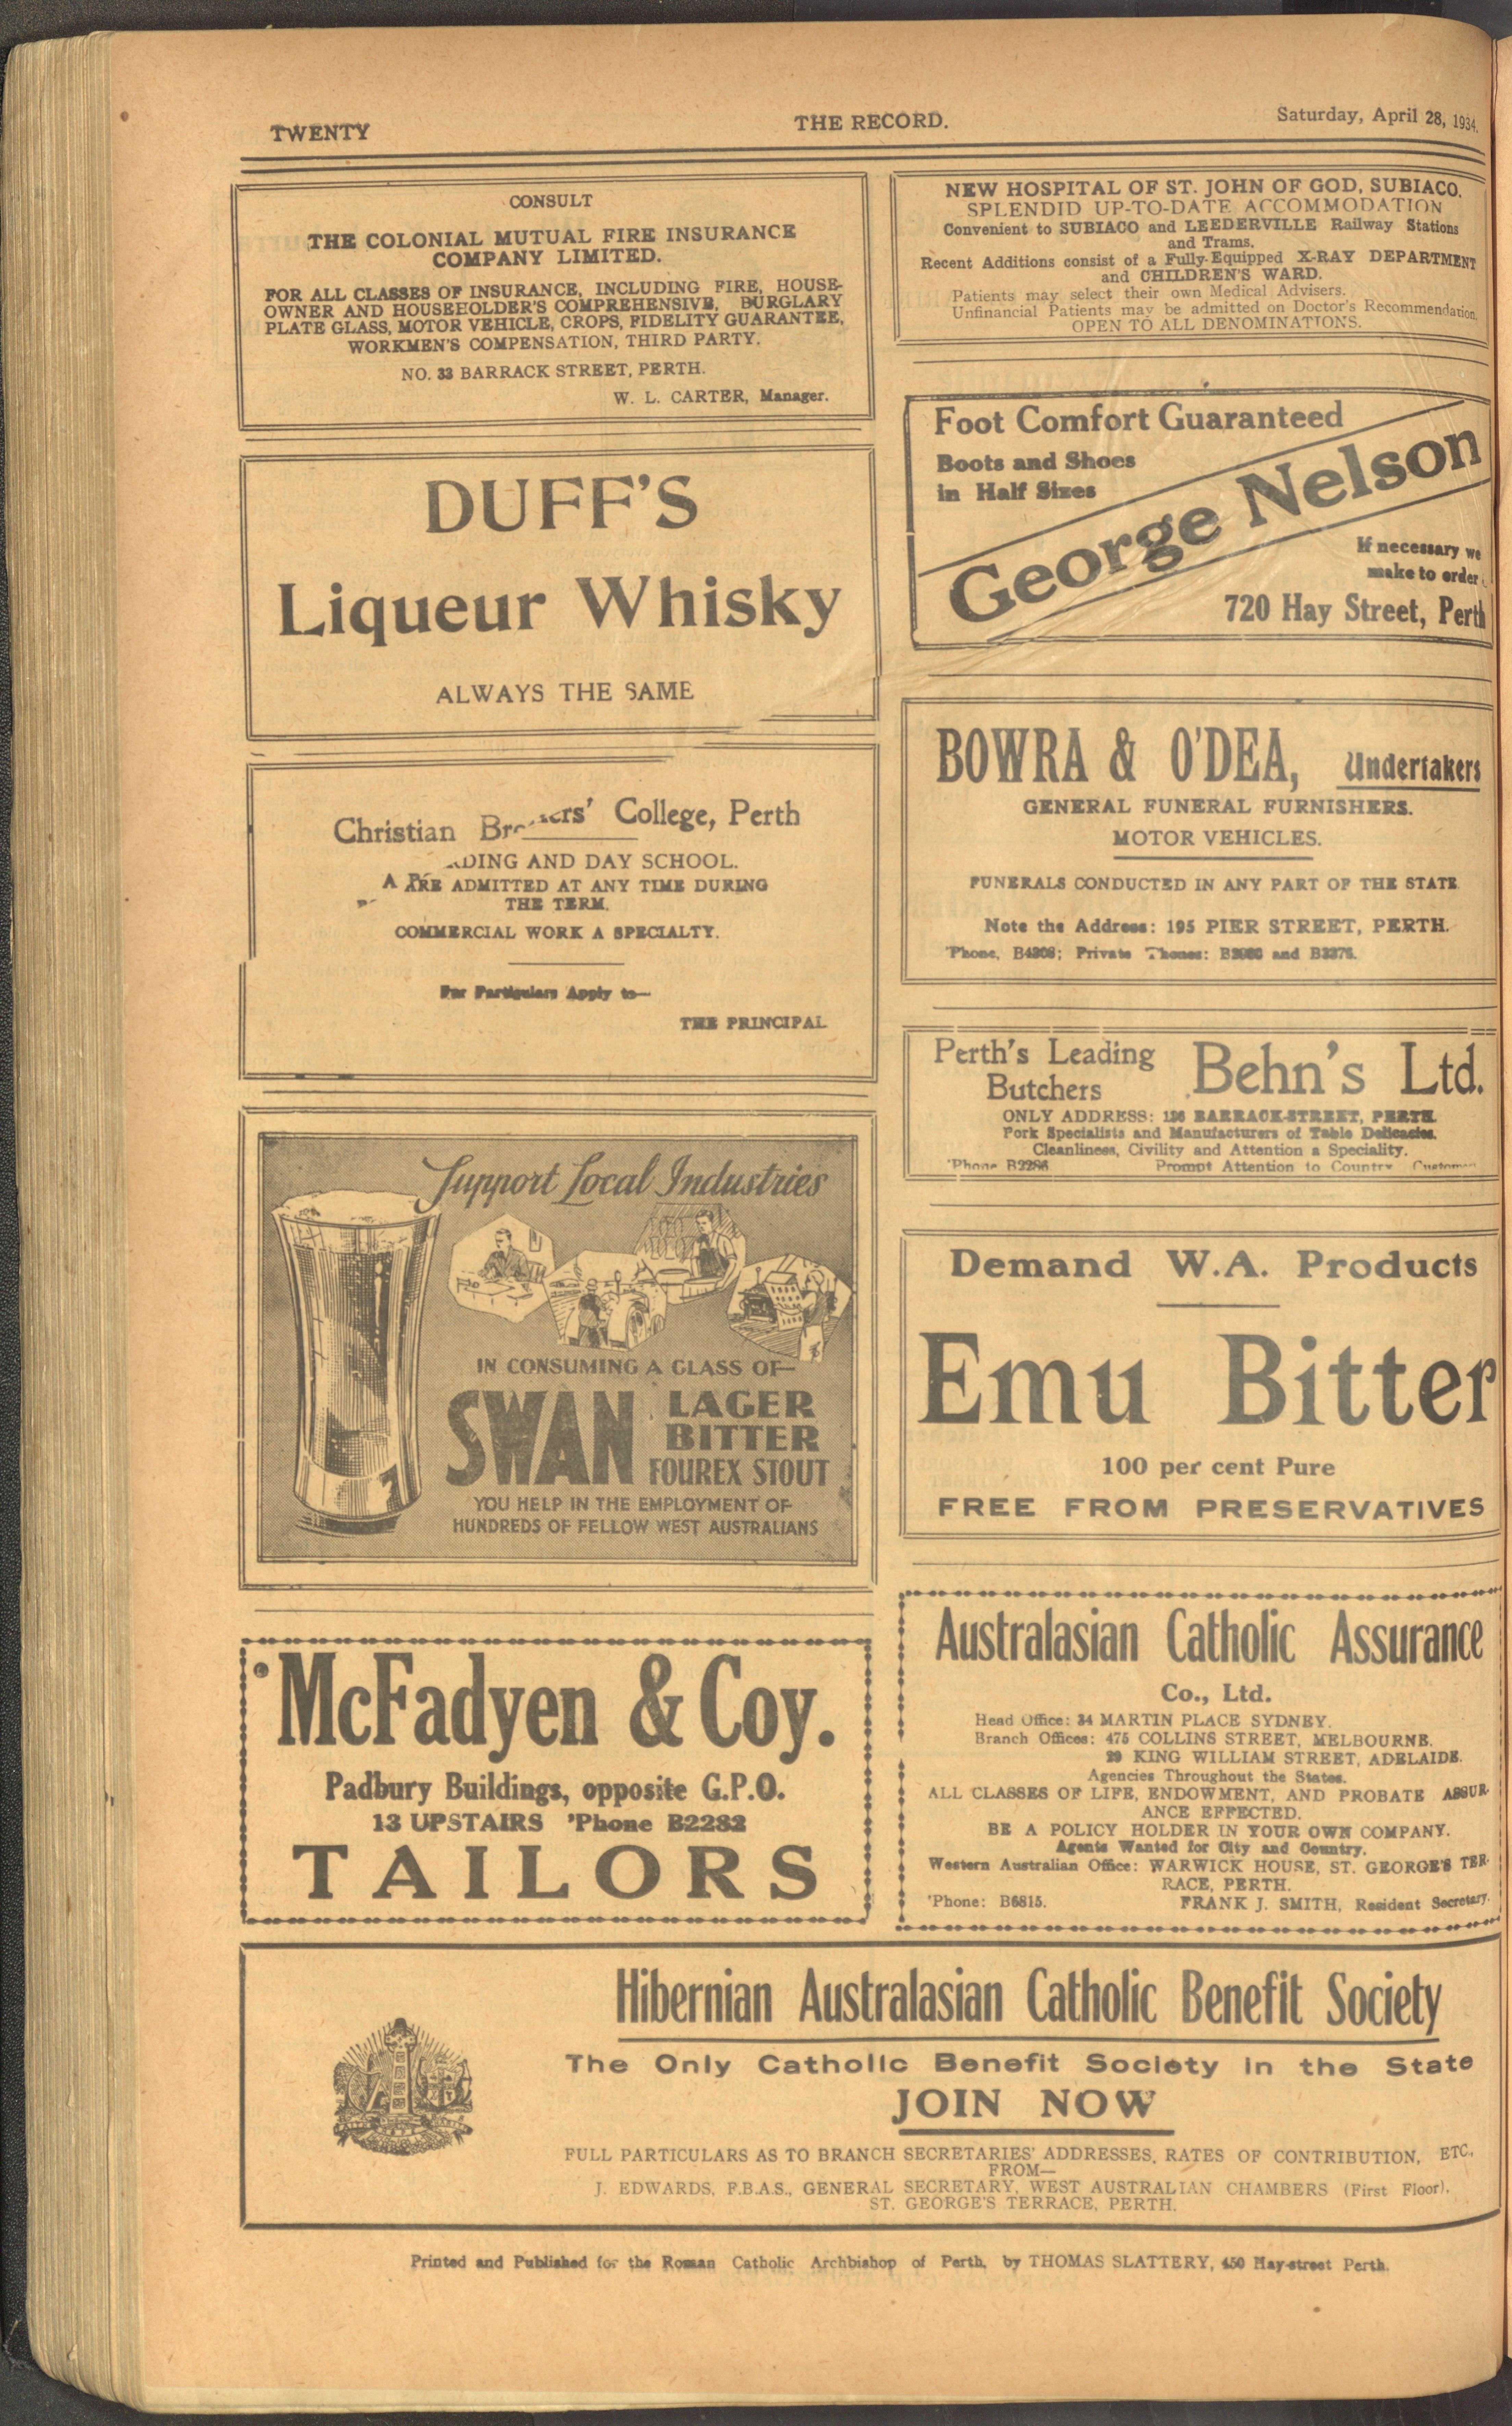 TWENTY
THE RECORD.
Saturday, April 28, 1934.
CONSULT
THE COLONIAL MUTUAL FIRE INSURANCE
COMPANY LIMITED.
FOR ALL CLASSES OF INSURANCE, INCLUDING FIRE, HOUSE-
OWNER AND HOUSEEOLDER'S COMPREHENSIVE, BURGLARY
PLATE GLASS, MOTOR VEHICLE, CROPS, FIDELITY GUARANTEE,
WORKMEN'S COMPENSATION, THIRD PARTY.
NO. 33 BARRACK STREET, PERTH.
W. L. CARTER, Manager.
DUFF'S
Liqueur Whisky
ALWAYS THE SAME
Christian College, Perth
AND DAY SCHOOL.
ARE ADMITTED AT ANY TIME DURING
THE TERM.
COMMERCIAL WORK A SPECIALTY.
For Particulars Apply to—
THE PRINCIPAL
Support Local Industries
IN CONSUMING A GLASS OF—
SWAN LAGER
BITTER
FOUREX STOUT
YOU HELP IN THE EMPLOYMENT OF
HUNDREDS OF FELLOW WEST AUSTRALIANS
McFadyen & Coy.
Padbury Buildings, opposite G.P.O.
13 UPSTAIRS 'Phone B2282
TAILORS
NEW HOSPITAL OF ST. JOHN OF GOD, SUBIACO.
SPLENDID UP-TO-DATE ACCOMMODATION
Convenient to SUBIACO and LEEDERVILLE Railway Stations
and Trams.
Recent Additions consist of a Fully-Equipped X-RAY DEPARTMENT
and CHILDREN'S WARD.
Patients may select their own Medical Advisers.
Unfinancial Patients may be admitted on Doctor's Recommendation.
OPEN TO ALL DENOMINATIONS.
Foot Comfort Guaranteed
Boots and Shoes
in Half Sizes
George Nelson
If necessary we
make to order
720 Hay Street, Perth
BOWRA & O'DEA, Undertakers
GENERAL FUNERAL FURNISHERS.
MOTOR VEHICLES.
FUNERALS CONDUCTED IN ANY PART OF THE STATE
Note the Address: 195 PIER STREET, PERTH.
'Phone, B4308; Private and B3376.
Perth's Leading
Butchers
Behn's Ltd.
ONLY ADDRESS: 126 BARRACK-STREET, PERTH
Pork Specialists and Manufacturers of Table Delicacies.
Cleanliness, Civility and Attention a Speciality.
'Phone Prompt Attention to Country
Demand W.A. Products
Emu Bitter
100 per cent Pure
FREE FROM PRESERVATIVES
Australasian Catholic Assurance
Co., Ltd.
Head Office: 34 MARTIN PLACE SYDNEY.
Branch Offices: 475 COLLINS STREET, MELBOURNE.
29 KING WILLIAM STREET, ADELAIDE.
Agencies Throughout the States.
ALL CLASSES OF LIFE, ENDOWMENT, AND PROBATE ASSUR-
ANCE EFFECTED.
BE A POLICY HOLDER IN YOUR OWN COMPANY.
Agents Wanted for City and Country.
Western Australian Office: WARWICK HOUSE, ST. GEORGE'S TER-
RACE, PERTH.
'Phone: B6815. FRANK J. SMITH, Resident Secretary.
Hibernian Australasian Catholic Benefit Society
The Only Catholic Benefit Society in the State
JOIN NOW
FULL PARTICULARS AS TO BRANCH SECRETARIES' ADDRESSES, RATES OF CONTRIBUTION, ETC.,
FROM—
J. EDWARDS, F.B.A.S., GENERAL SECRETARY, WEST AUSTRALIAN CHAMBERS (First Floor),
ST. GEORGE'S TERRACE, PERTH.
Printed and Published for the Roman Catholic Archbishop of Perth, by THOMAS SLATTERY, 450 Hay-street Perth.